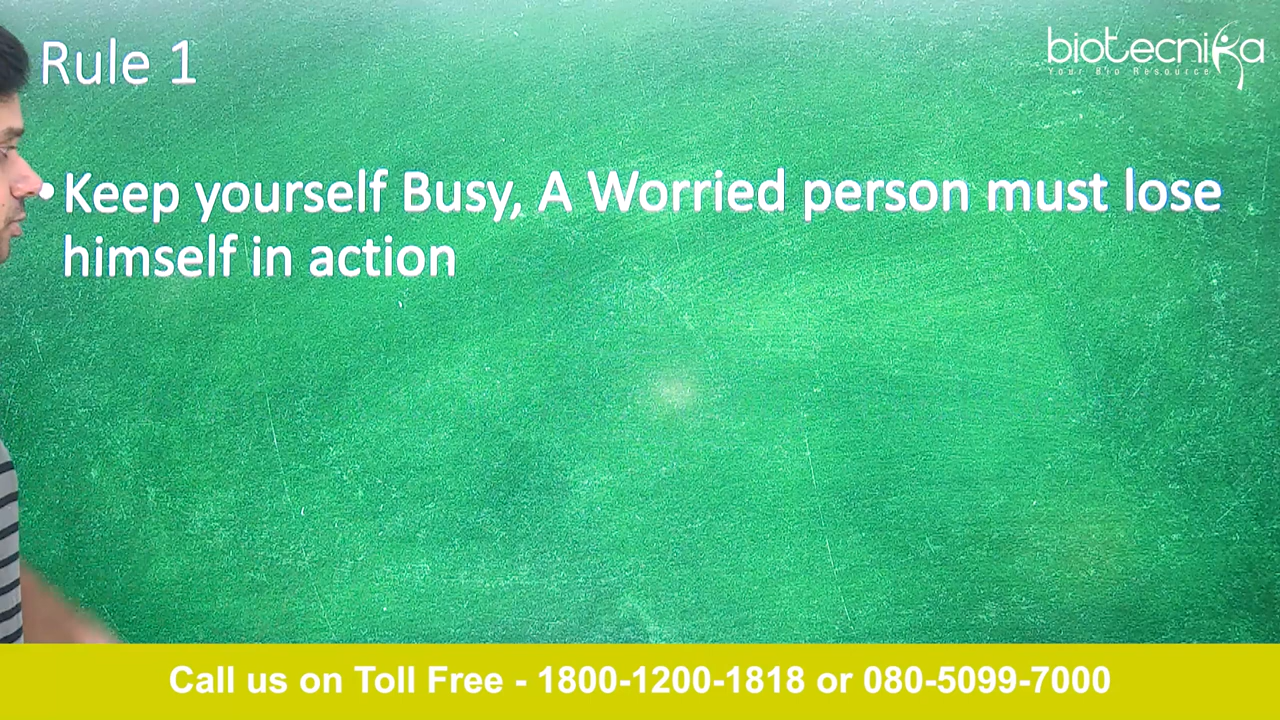 Rule 1
biotecnika
Your Bio Resource
• Keep yourself Busy, A Worried person must lose
himself in action
Call us on Toll Free - 1800-1200-1818 or 080-5099-7000